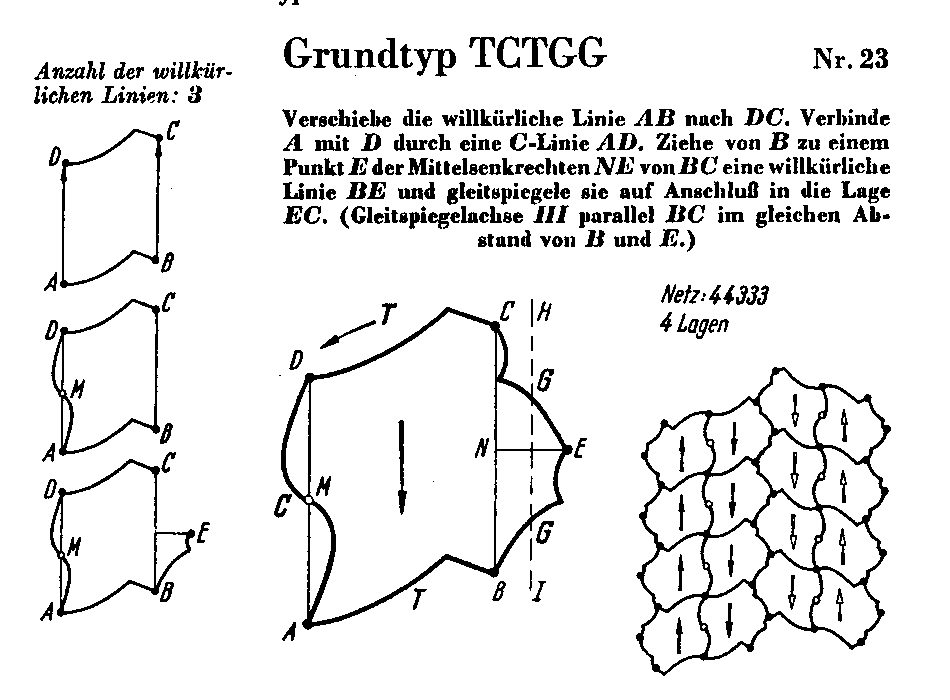 Grundtyp TCTGG
Nr. 23
Anzahl der willkür-
lichen Linien: 3
Verschiebe die willkürliche Linie AB nach DC. Verbinde
A mit D durch eine C-Linie AD. Ziehe von B zu einem
Punkt E der Mittelsenkrechten NE von BC eine willkürliche
Linie BE und gleitspiegele sie auf Anschluß in die Lage
EC. (Gleitspiegelachse III parallel BC im gleichen Ab-
stand von B und E.)
D
C
A
B
D
C
M
A
B
D
C
M
E
A
B
T
C
H
D
G
N
E
C
M
G
A
T
B
I
Netz: 44333
4 Lagen